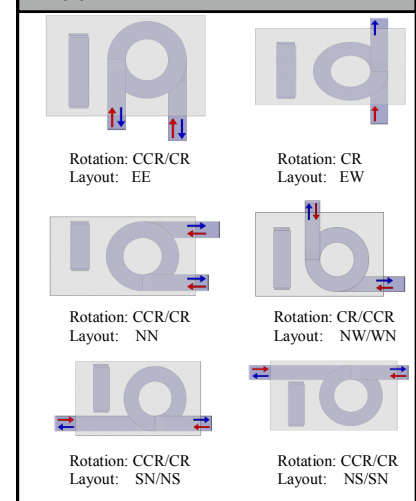 Rotation: CCR/CR
Layout: EE
Rotation: CR
Layout: EW
Rotation: CCR/CR
Layout: NN
Rotation: CR/CCR
Layout: NW/WN
Rotation: CCR/CR
Layout: SN/NS
Rotation: CCR/CR
Layout: NS/SN